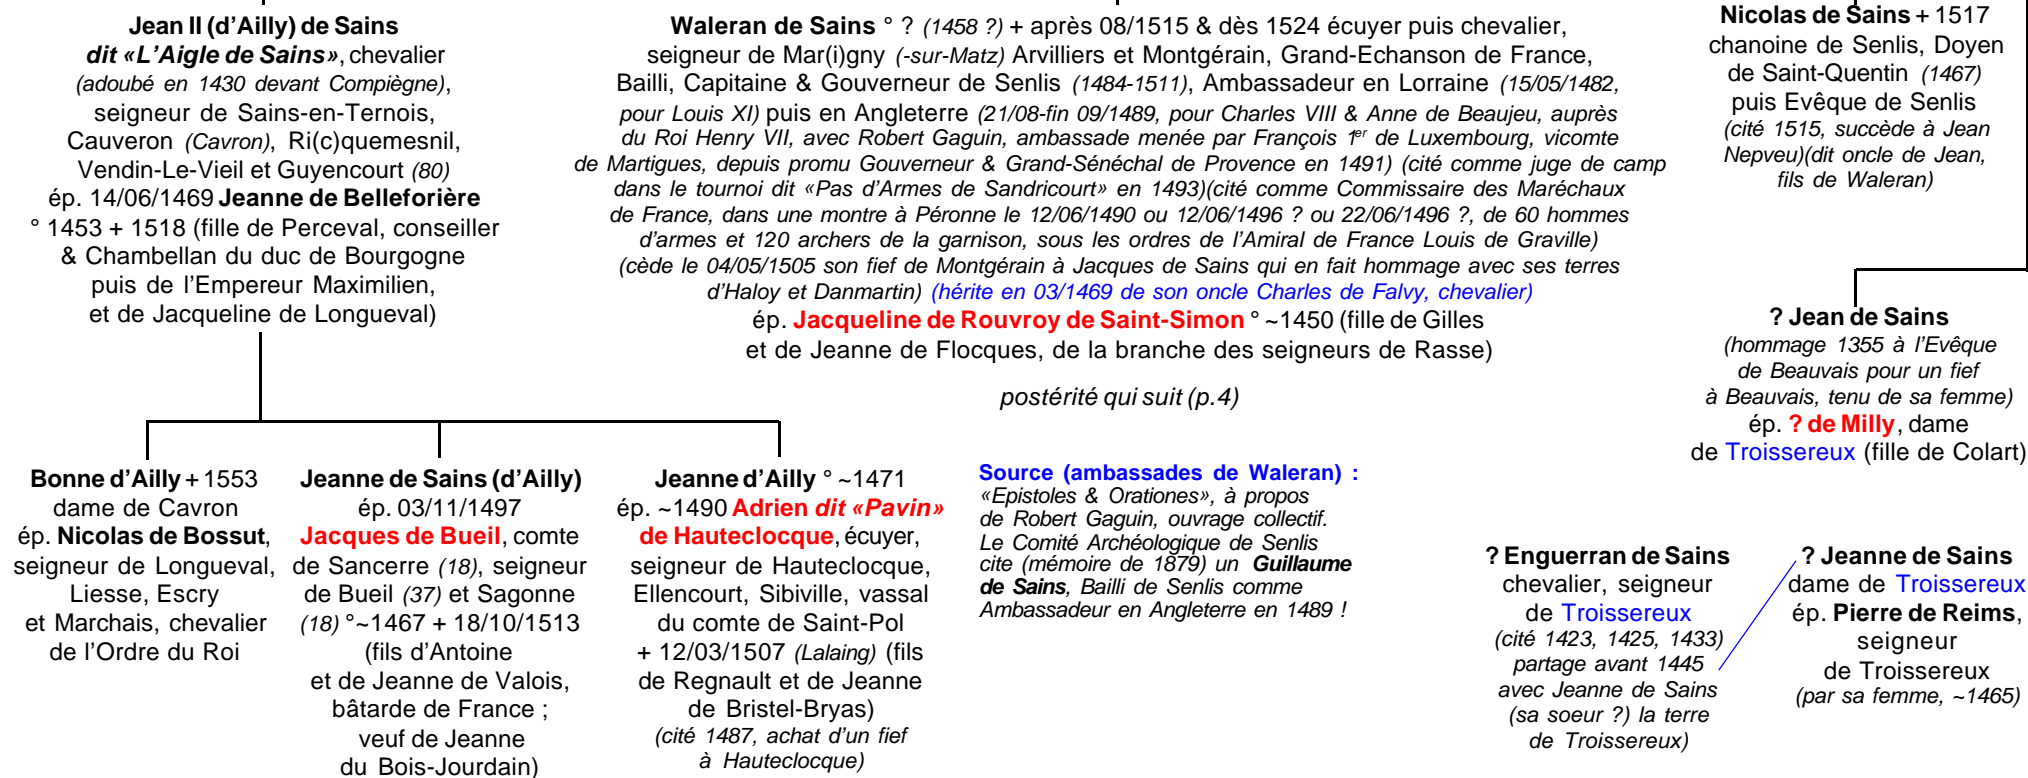 Jean II (d'Ailly) de Sains
dit «L'Aigle de Sains», chevalier
(adoubé en 1430 devant Compiègne),
seigneur de Sains-en-Ternois,
Cauveron (Cavron), Ri(c)quemesnil,
Vendin-Le-Vieil et Guyencourt (80)
ép. 14/06/1469 Jeanne de Belleforière
° 1453 + 1518 (fille de Perceval, conseiller
& Chambellan du duc de Bourgogne
puis de l'Empereur Maximilien,
et de Jacqueline de Longueval)
Waleran de Sains ° ? (1458 ?) + après 08/1515 & dès 1524 écuyer puis chevalier,
seigneur de Mar(i)gny (-sur-Matz) Arvilliers et Montgérain, Grand-Echanson de France,
Bailli, Capitaine & Gouverneur de Senlis (1484-1511), Ambassadeur en Lorraine (15/05/1482,
pour Louis XI) puis en Angleterre (21/08-fin 09/1489, pour Charles VIII & Anne de Beaujeu, auprès
du Roi Henry VII, avec Robert Gaguin, ambassade menée par François 1er de Luxembourg, vicomte
de Martigues, depuis promu Gouverneur & Grand-Sénéchal de Provence en 1491) (cité comme juge de camp
dans le tournoi dit «Pas d'Armes de Sandricourt» en 1493)(cité comme Commissaire des Maréchaux
de France, dans une montre à Péronne le 12/06/1490 ou 12/06/1496 ? ou 22/06/1496 ?, de 60 hommes
d'armes et 120 archers de la garnison, sous les ordres de l'Amiral de France Louis de Graville)
(cède le 04/05/1505 son fief de Montgérain à Jacques de Sains qui en fait hommage avec ses terres
d'Haloy et Danmartin) (hérite en 03/1469 de son oncle Charles de Falvy, chevalier)
ép. Jacqueline de Rouvroy de Saint-Simon ° ~1450 (fille de Gilles
et de Jeanne de Flocques, de la branche des seigneurs de Rasse)
postérité qui suit (p.4)
Nicolas de Sains + 1517
chanoine de Senlis, Doyen
de Saint-Quentin (1467)
puis Evêque de Senlis
(cité 1515, succède à Jean
Nepveu)(dit oncle de Jean,
fils de Waleran)
? Jean de Sains
(hommage 1355 à l'Evêque
de Beauvais pour un fief
à Beauvais, tenu de sa femme)
ép. ? de Milly, dame
de Troissereux (fille de Colart)
Bonne d'Ailly + 1553
dame de Cavron
ép. Nicolas de Bossut,
seigneur de Longueval,
Liesse, Escry
et Marchais, chevalier
de l'Ordre du Roi
Jeanne de Sains (d'Ailly)
ép. 03/11/1497
Jacques de Bueil, comte
de Sancerre (18), seigneur
de Bueil (37) et Sagonne
(18) °~1467 + 18/10/1513
(fils d'Antoine
et de Jeanne de Valois,
bâtarde de France ;
veuf de Jeanne
du Bois-Jourdain)
Jeanne d'Ailly ° ~1471
ép. ~1490 Adrien dit «Pavin»
de Hauteclocque, écuyer,
seigneur de Hauteclocque,
Ellencourt, Sibiville, vassal
du comte de Saint-Pol
+ 12/03/1507 (Lalaing) (fils
de Regnault et de Jeanne
de Bristel-Bryas)
(cité 1487, achat d'un fief
à Hauteclocque)
Source (ambassades de Waleran) :
«Epistoles & Orationes», à propos
de Robert Gaguin, ouvrage collectif.
Le Comité Archéologique de Senlis
cite (mémoire de 1879) un Guillaume
de Sains, Bailli de Senlis comme
Ambassadeur en Angleterre en 1489 !
? Enguerran de Sains
chevalier, seigneur
de Troissereux
(cité 1423, 1425, 1433)
partage avant 1445
avec Jeanne de Sains
(sa soeur ?) la terre
de Troissereux)
? Jeanne de Sains
dame de Troissereux
ép. Pierre de Reims,
seigneur
de Troissereux
(par sa femme, ~1465)